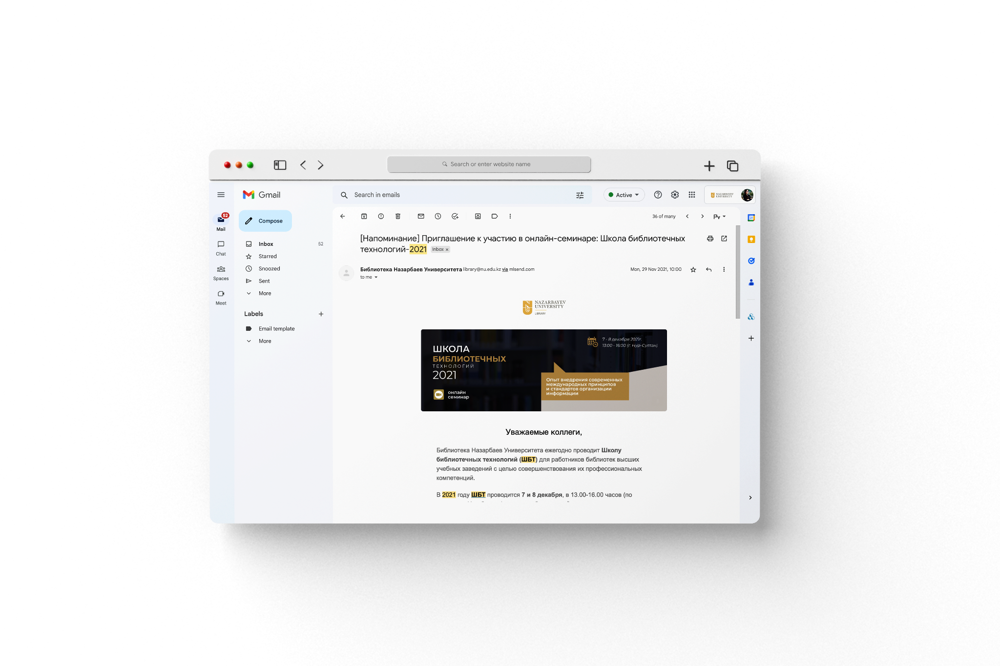 Search or enter website name
Gmail
Search in emails
Active
NAZARBAYEV
UNIVERSITY
52
Mail
Chat
Spaces
Meet
Compose
Inbox 52
Starred
Snoozed
Sent
More
Labels
Email template
More
36 of many
Ру
[Напоминание] Приглашение к участию в онлайн-семинаре: Школа библиотечных
технологий-2021 Inbox x
Библиотека Назарбаев Университета library@nu.edu.kz via mlsend.com
Mon, 29 Nov 2021, 10:00
to me
NAZARBAYEV
UNIVERSITY
LIBRARY
7 - 8 декабря 2021г.
13:00 - 16:00 (г. Нур-Султан)
ШКОЛА
БИБЛИОТЕЧНЫХ
ТЕХНОЛОГИЙ
2021
онлайн
семинар
Опыт внедрения современных
международных принципов
и стандартов организации
информации
Уважаемые коллеги,
Библиотека Назарбаев Университета ежегодно проводит Школу
библиотечных технологий (ШБТ) для работников библиотек высших
учебных заведений с целью совершенствования их профессиональных
компетенций.
В 2021 году ШБТ проводится 7 и 8 декабря, в 13.00-16.00 часов (по
31